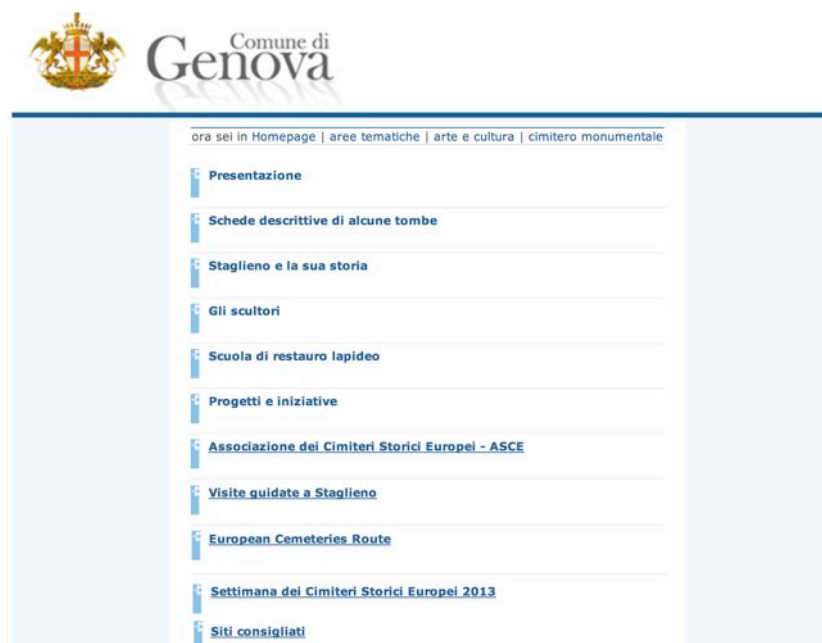 Comune di
Genova
ora sei in Homepage | aree tematiche | arte e cultura | cimitero monumentale
Presentazione
Schede descrittive di alcune tombe
Staglieno e la sua storia
Gli scultori
Scuola di restauro lapideo
Progetti e iniziative
Associazione dei Cimiteri Storici Europei - ASCE
Visite guidate a Staglieno
European Cemeteries Route
Settimana dei Cimiteri Storici Europei 2013
Siti consigliati